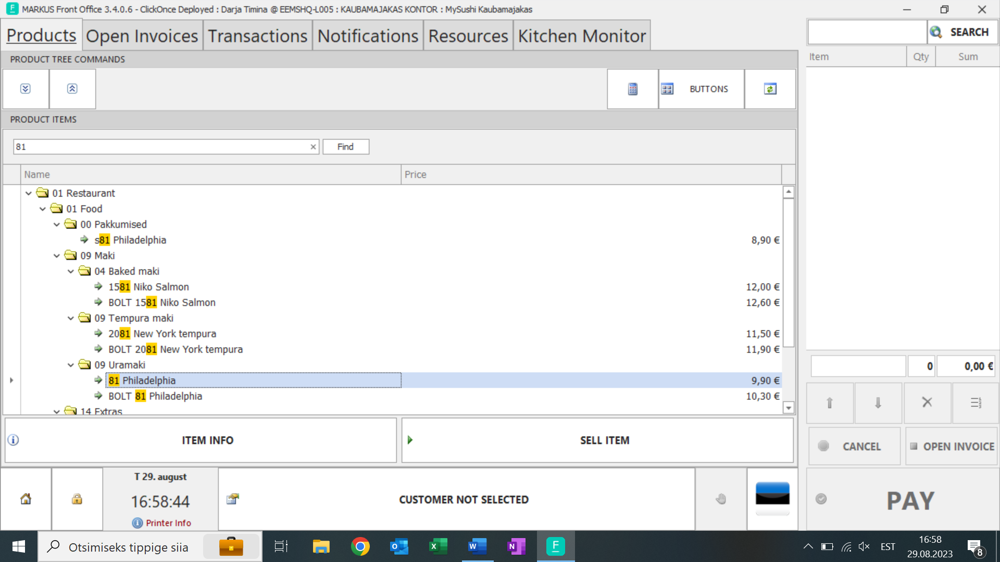 MARKUS Front Office 3.4.0.6 - ClickOnce Deployed : Darja Timina @ EEMSHQ-L005 : KAUBAMAJAKAS KONTOR : MySushi Kaubamajakas
Products Open Invoices Transactions Notifications Resources Kitchen Monitor
SEARCH
PRODUCT TREE COMMANDS
Item Qty Sum
BUTTONS
PRODUCT ITEMS
81 Find
Name Price
01 Restaurant
01 Food
00 Pakkumised
s81 Philadelphia 8,90 €
09 Maki
04 Baked maki
1581 Niko Salmon 12,00 €
BOLT 1581 Niko Salmon 12,60 €
09 Tempura maki
2081 New York tempura 11,50 €
BOLT 2081 New York tempura 11,90 €
09 Uramaki
81 Philadelphia 9,90 €
BOLT 81 Philadelphia 10,30 €
14 Extras
0 0,00 €
ITEM INFO SELL ITEM
CANCEL OPEN INVOICE
T 29. august
16:58:44
Printer Info
CUSTOMER NOT SELECTED
PAY
Otsimiseks tippige siia
EST
16:58
29.08.2023
8